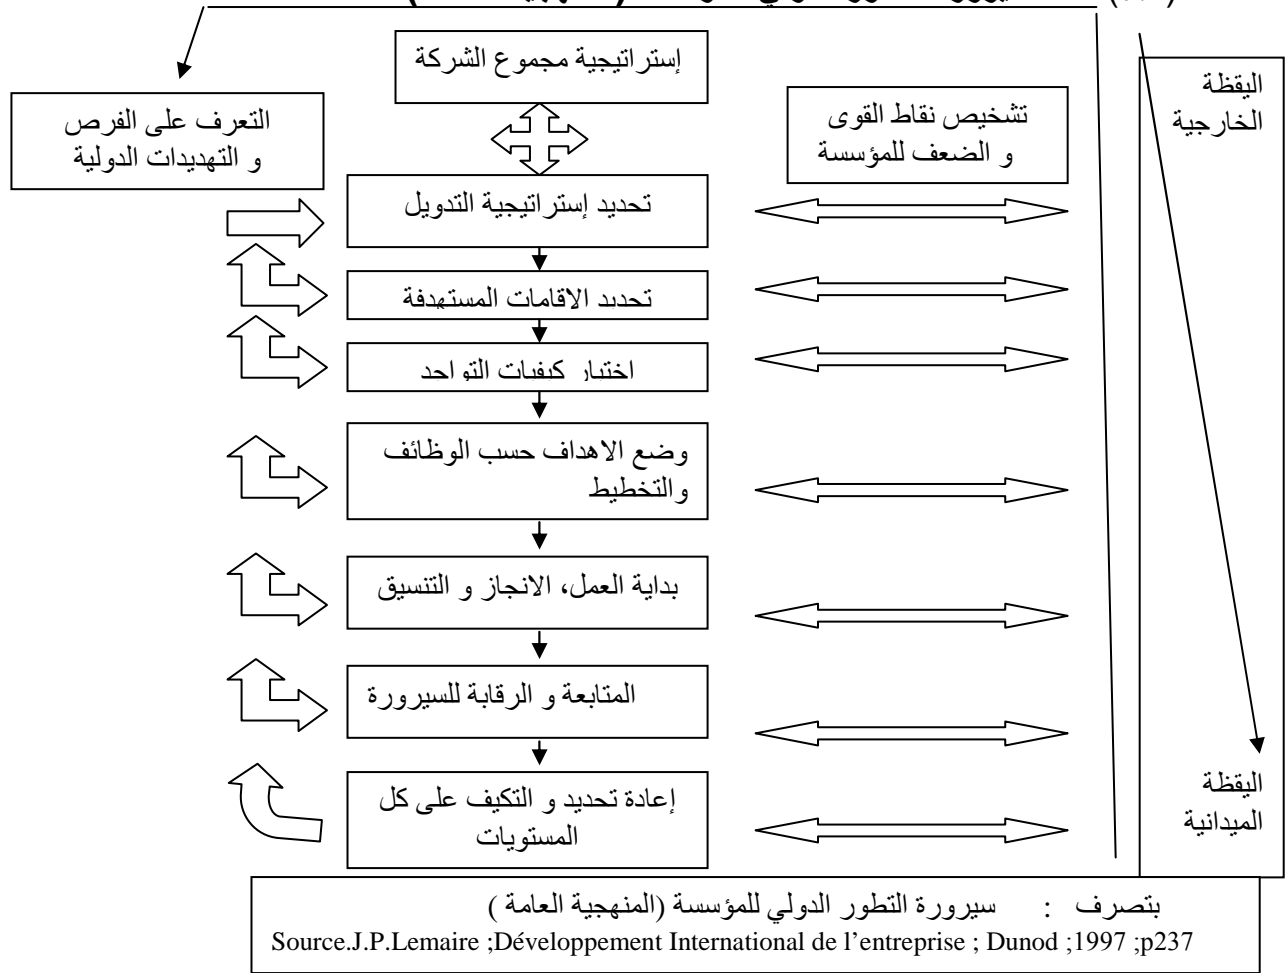 إستراتيجية مجموع الشركة
التعرف على الفرص
و التهديدات الدولية
تشخيص نقاط القوى
و الضعف للمؤسسة
اليقظة
الخارجية
تحديد إستراتيجية التدويل
تحديد الاقامات المستهدفة
اختيار كيفيات التواجد
وضع الاهداف حسب الوظائف
والتخطيط
بداية العمل، الانجاز و التنسيق
المتابعة و الرقابة للسيرورة
إعادة تحديد و التكيف على كل
المستويات
اليقظة
الميدانية
بتصرف : سيرورة التطور الدولي للمؤسسة (المنهجية العامة )
Source.J.P.Lemaire ;Développement International de l’entreprise ; Dunod ;1997 ;p237